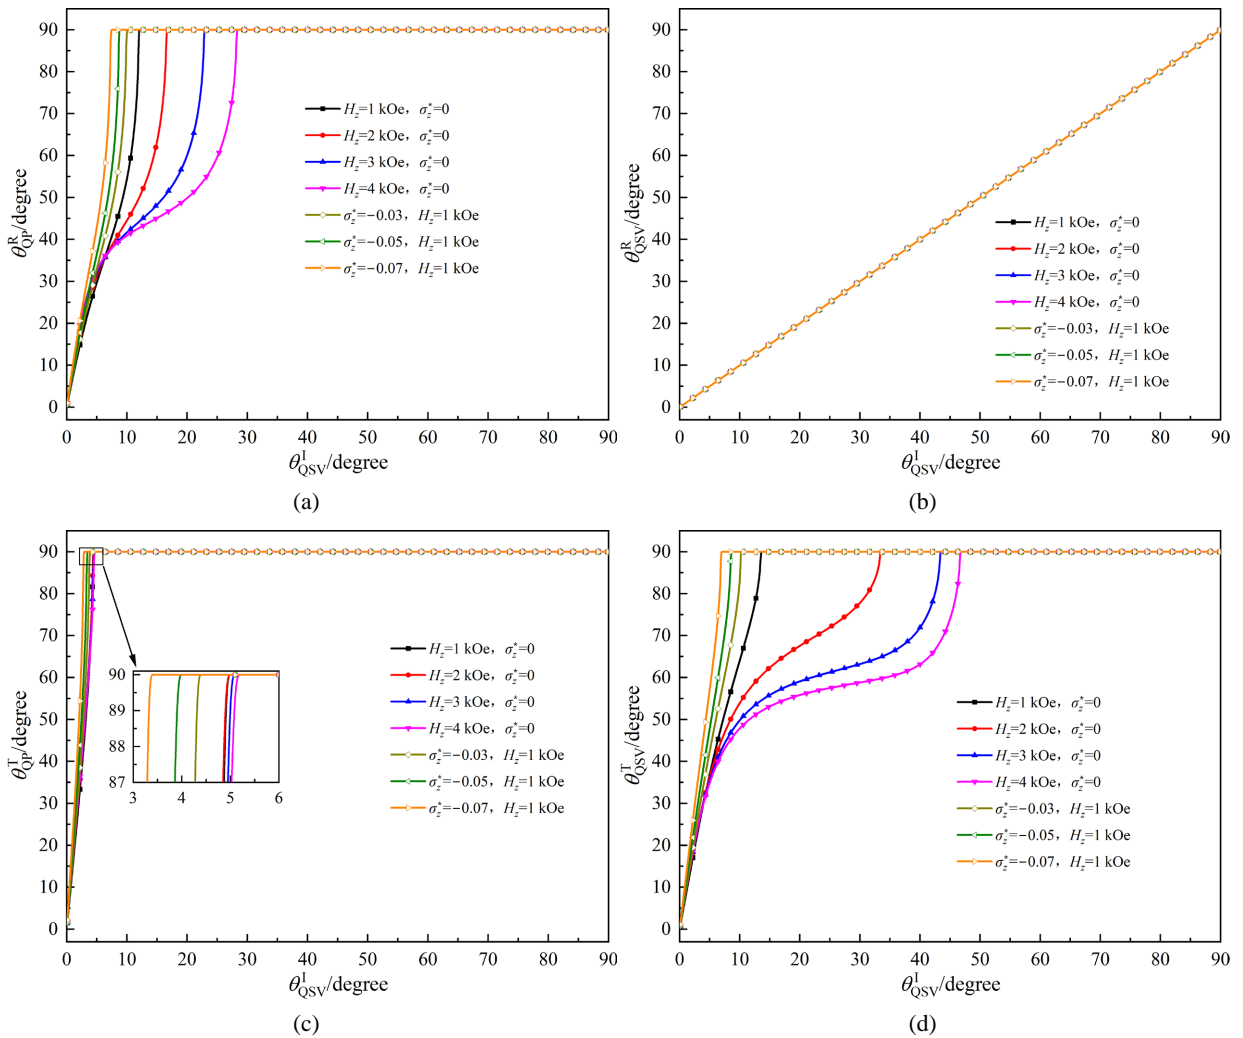 90
80
70
60
50
40
30
20
10
0
θ^R_QP/degree
H_z=1 kOe，σ_z^*=0
H_z=2 kOe，σ_z^*=0
H_z=3 kOe，σ_z^*=0
H_z=4 kOe，σ_z^*=0
σ_z^*=−0.03，H_z=1 kOe
σ_z^*=−0.05，H_z=1 kOe
σ_z^*=−0.07，H_z=1 kOe
0 10 20 30 40 50 60 70 80 90
θ^I_QSV/degree
(a)
90
80
70
60
50
40
30
20
10
0
θ^R_QSV/degree
H_z=1 kOe，σ_z^*=0
H_z=2 kOe，σ_z^*=0
H_z=3 kOe，σ_z^*=0
H_z=4 kOe，σ_z^*=0
σ_z^*=−0.03，H_z=1 kOe
σ_z^*=−0.05，H_z=1 kOe
σ_z^*=−0.07，H_z=1 kOe
0 10 20 30 40 50 60 70 80 90
θ^I_QSV/degree
(b)
90
80
70
60
50
40
30
20
10
0
θ^T_QP/degree
90
89
88
87
3 4 5 6
H_z=1 kOe，σ_z^*=0
H_z=2 kOe，σ_z^*=0
H_z=3 kOe，σ_z^*=0
H_z=4 kOe，σ_z^*=0
σ_z^*=−0.03，H_z=1 kOe
σ_z^*=−0.05，H_z=1 kOe
σ_z^*=−0.07，H_z=1 kOe
0 10 20 30 40 50 60 70 80 90
θ^I_QSV/degree
(c)
90
80
70
60
50
40
30
20
10
0
θ^T_QSV/degree
H_z=1 kOe，σ_z^*=0
H_z=2 kOe，σ_z^*=0
H_z=3 kOe，σ_z^*=0
H_z=4 kOe，σ_z^*=0
σ_z^*=−0.03，H_z=1 kOe
σ_z^*=−0.05，H_z=1 kOe
σ_z^*=−0.07，H_z=1 kOe
0 10 20 30 40 50 60 70 80 90
θ^I_QSV/degree
(d)